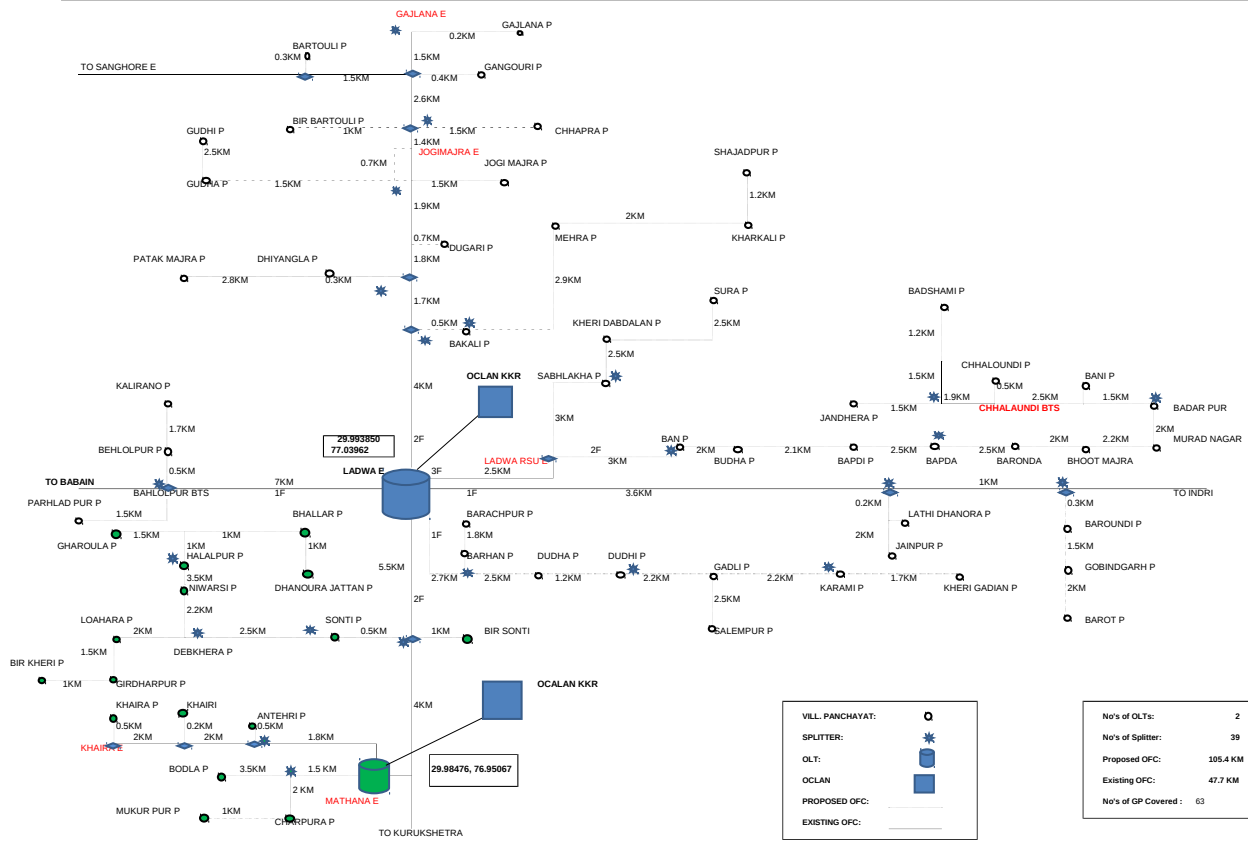 GAJLANA E
GAJLANA P
0.2KM
BARTOULI P
0.3KM
1.5KM
TO SANGHORE E
GANGOURI P
1.5KM
0.4KM
2.6KM
BIR BARTOULI P
1KM
1.5KM
CHHAPRA P
GUDHI P
1.4KM
2.5KM
0.7KM
JOGIMAJRA E
JOGI MAJRA P
SHAJADPUR P
GUDHA P
1.5KM
1.5KM
1.2KM
1.9KM
2KM
0.7KM
DUGARI P
MEHRA P
KHARKALI P
PATAK MAJRA P
DHIYANGLA P
1.8KM
2.8KM
0.3KM
2.9KM
1.7KM
SURA P
BADSHAMI P
0.5KM
BAKALI P
KHERI DABDALAN P
2.5KM
1.2KM
2.5KM
CHHALOUNDI P
OCLAN KKR
SABHLAKHA P
1.5KM
0.5KM
BANI P
KALIRANO P
4KM
1.9KM
2.5KM
1.5KM
1.5KM
CHHALAUNDI BTS
BADAR PUR
JANDHERA P
3KM
1.7KM
2KM
29.993850
77.03962
2F
BAN P
2KM
MURAD NAGAR
BEHLOLPUR P
2F
2KM
2.5KM
2.5KM
2.2KM
LADWA RSU E
3KM
2.1KM
BUDHA P
BAPDI P
BAPDA
BARONDA
BHOOT MAJRA
0.5KM
LADWA E
3F
2.5KM
TO BABAIN
7KM
1KM
BAHLOLPUR BTS
1F
1F
3.6KM
TO INDRI
PARHLAD PUR P
0.2KM
0.3KM
1.5KM
BHALLAR P
BARACHPUR P
LATHI DHANORA P
BAROUNDI P
1.5KM
1KM
1F
1.8KM
2KM
GHAROULA P
1KM
1KM
JAINPUR P
1.5KM
HALALPUR P
5.5KM
BARHAN P
DUDHA P
DUDHI P
GADLI P
GOBINDGARH P
3.5KM
2.7KM
2.5KM
1.2KM
2.2KM
2.2KM
1.7KM
NIWARSI P
DHANOURA JATTAN P
KARAMI P
KHERI GADIAN P
2KM
2F
2.5KM
2.2KM
LOAHARA P
SONTI P
BAROT P
2KM
2.5KM
0.5KM
1KM
BIR SONTI
SALEMPUR P
1.5KM
DEBKHERA P
BIR KHERI P
1KM
GIRDHARPUR P
OCALAN KKR
KHAIRA P
KHAIRI
4KM
ANTEHRI P
0.5KM
0.2KM
0.5KM
2KM
2KM
1.8KM
KHAIRA E
BODLA P
3.5KM
1.5 KM
29.98476, 76.95067
2 KM
MATHANA E
MUKUR PUR P
1KM
CHARPURA P
TO KURUKSHETRA
VILL. PANCHAYAT:
SPLITTER:
OLT:
OCLAN
PROPOSED OFC:
EXISTING OFC:
No's of OLTs: 2
No's of Splitter: 39
Proposed OFC: 105.4 KM
Existing OFC: 47.7 KM
No's of GP Covered : 63